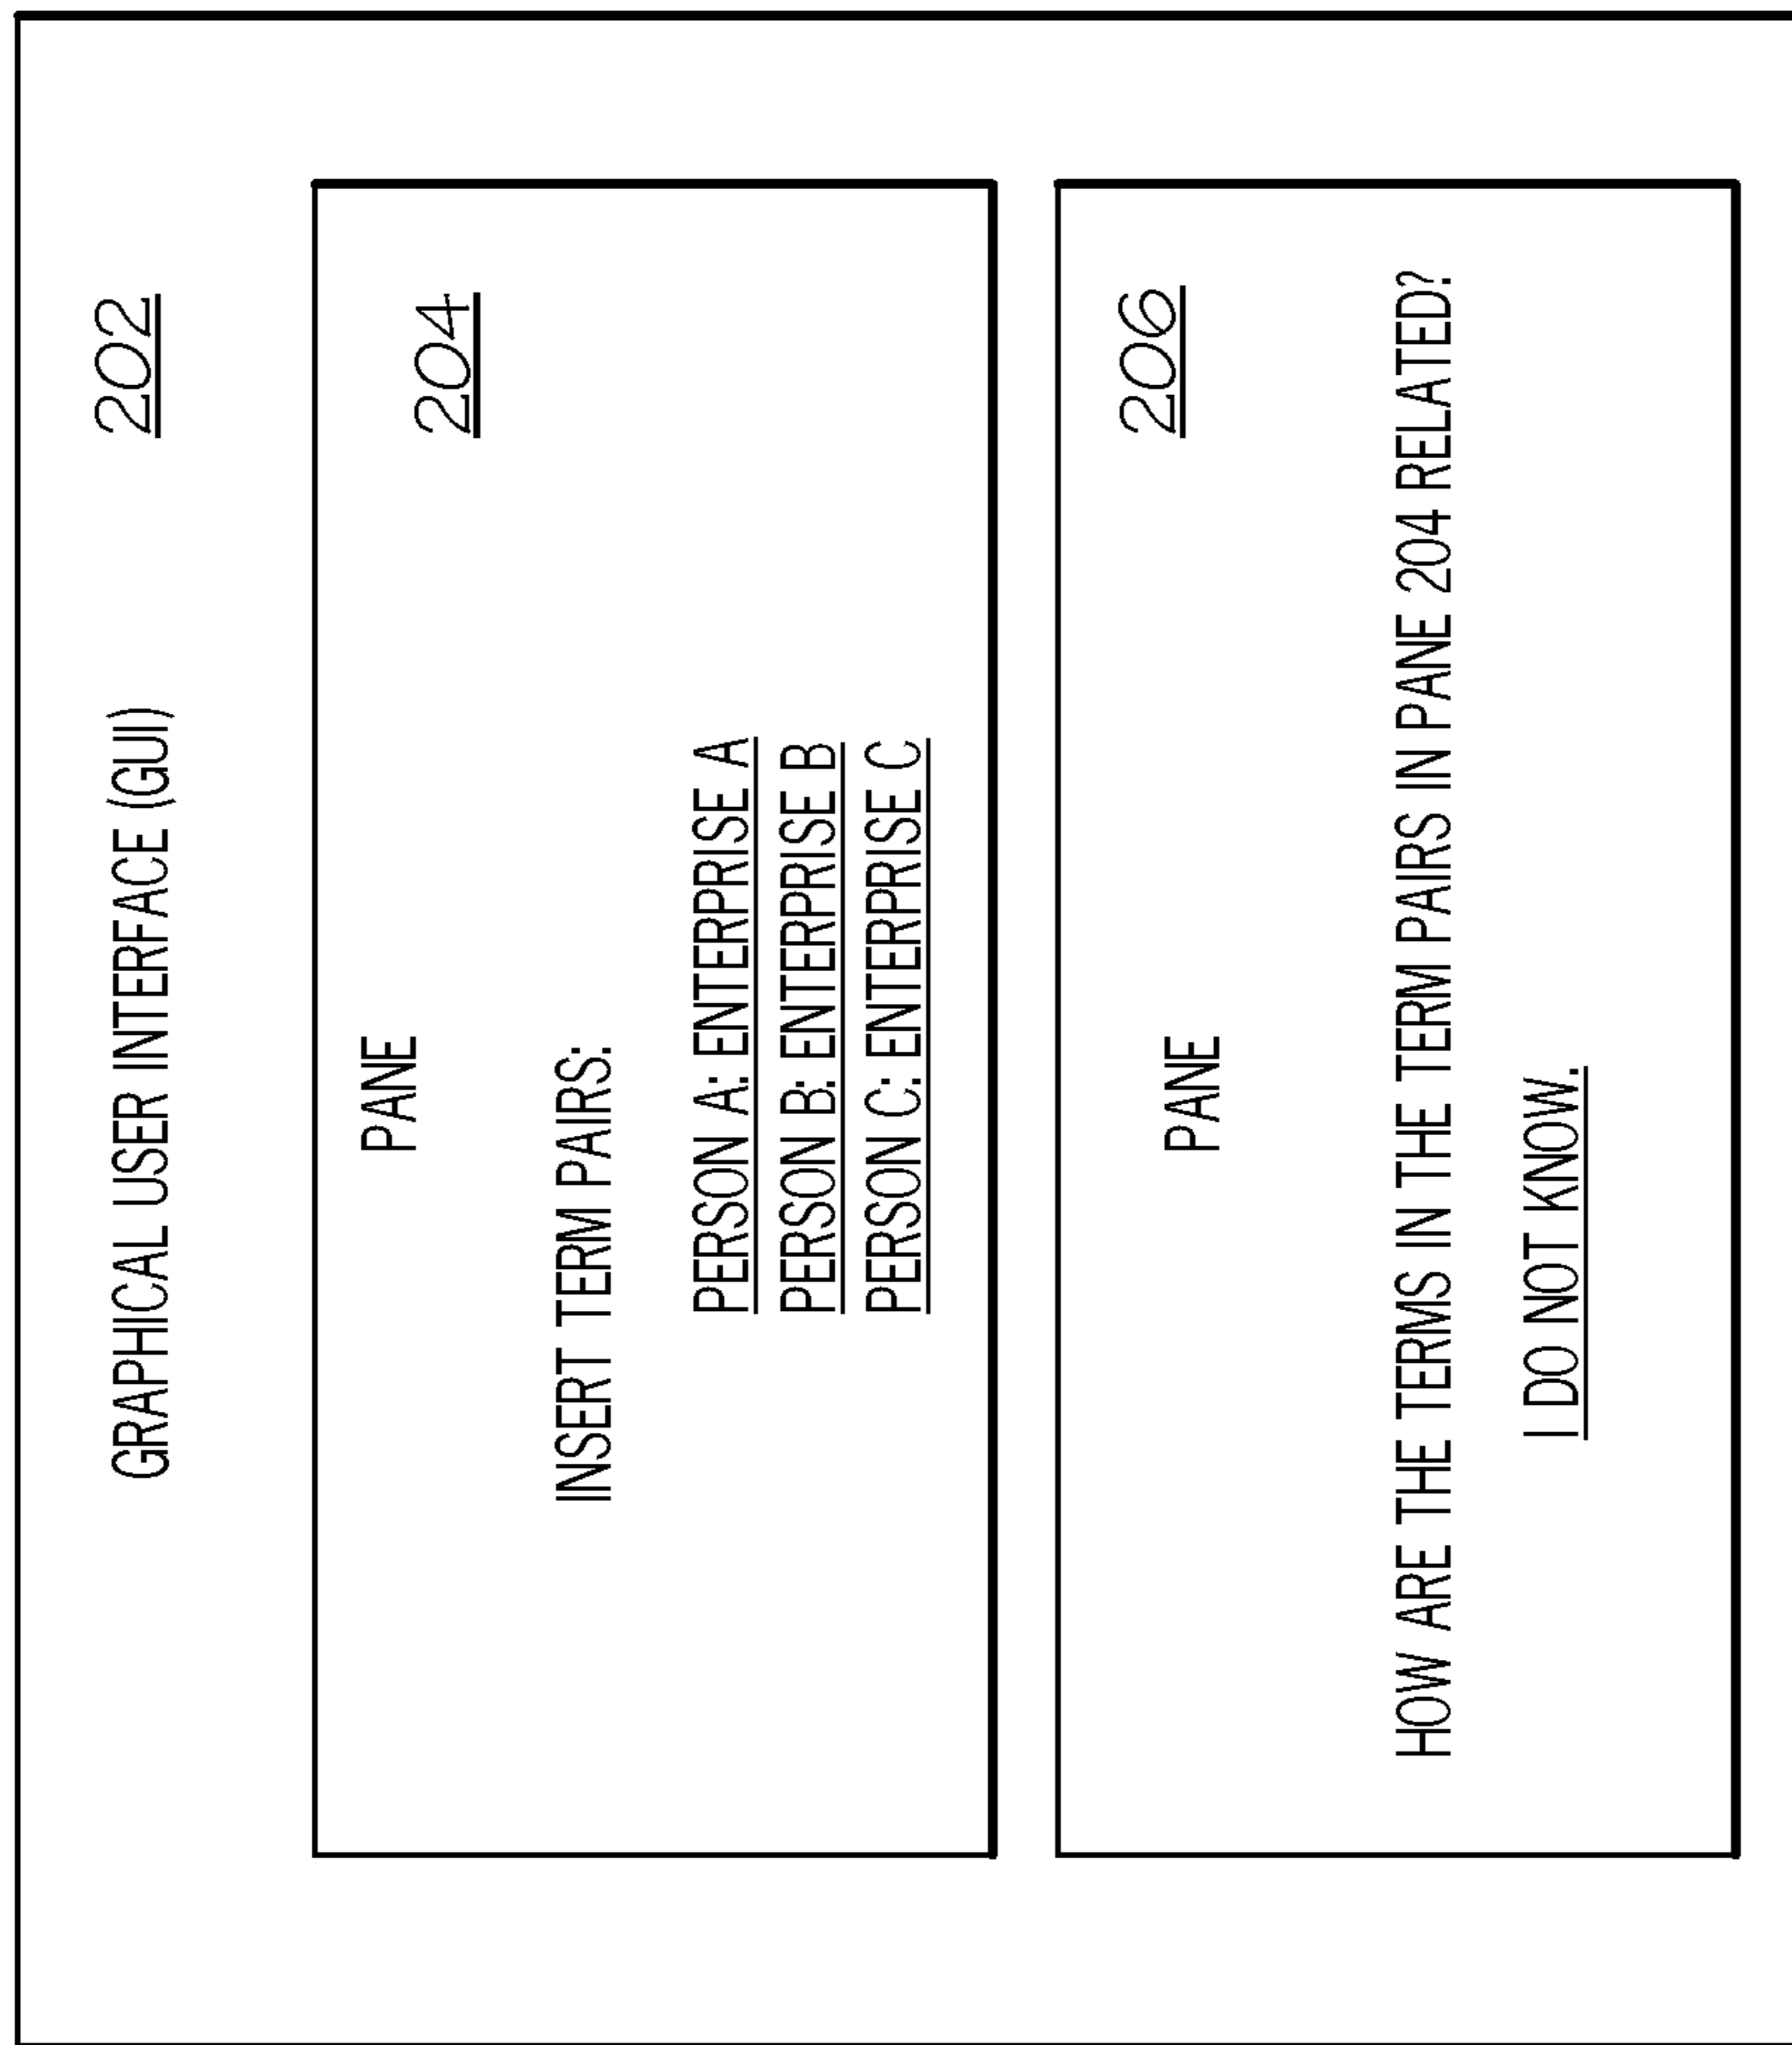 GRAPHICAL USER INTERFACE (GUI) 202
PANE 204
INSERT TERM PAIRS:
PERSON A: ENTERPRISE A
PERSON B: ENTERPRISE B
PERSON C: ENTERPRISE C
PANE 206
HOW ARE THE TERMS IN THE TERM PAIRS IN PANE 204 RELATED?
I DO NOT KNOW.